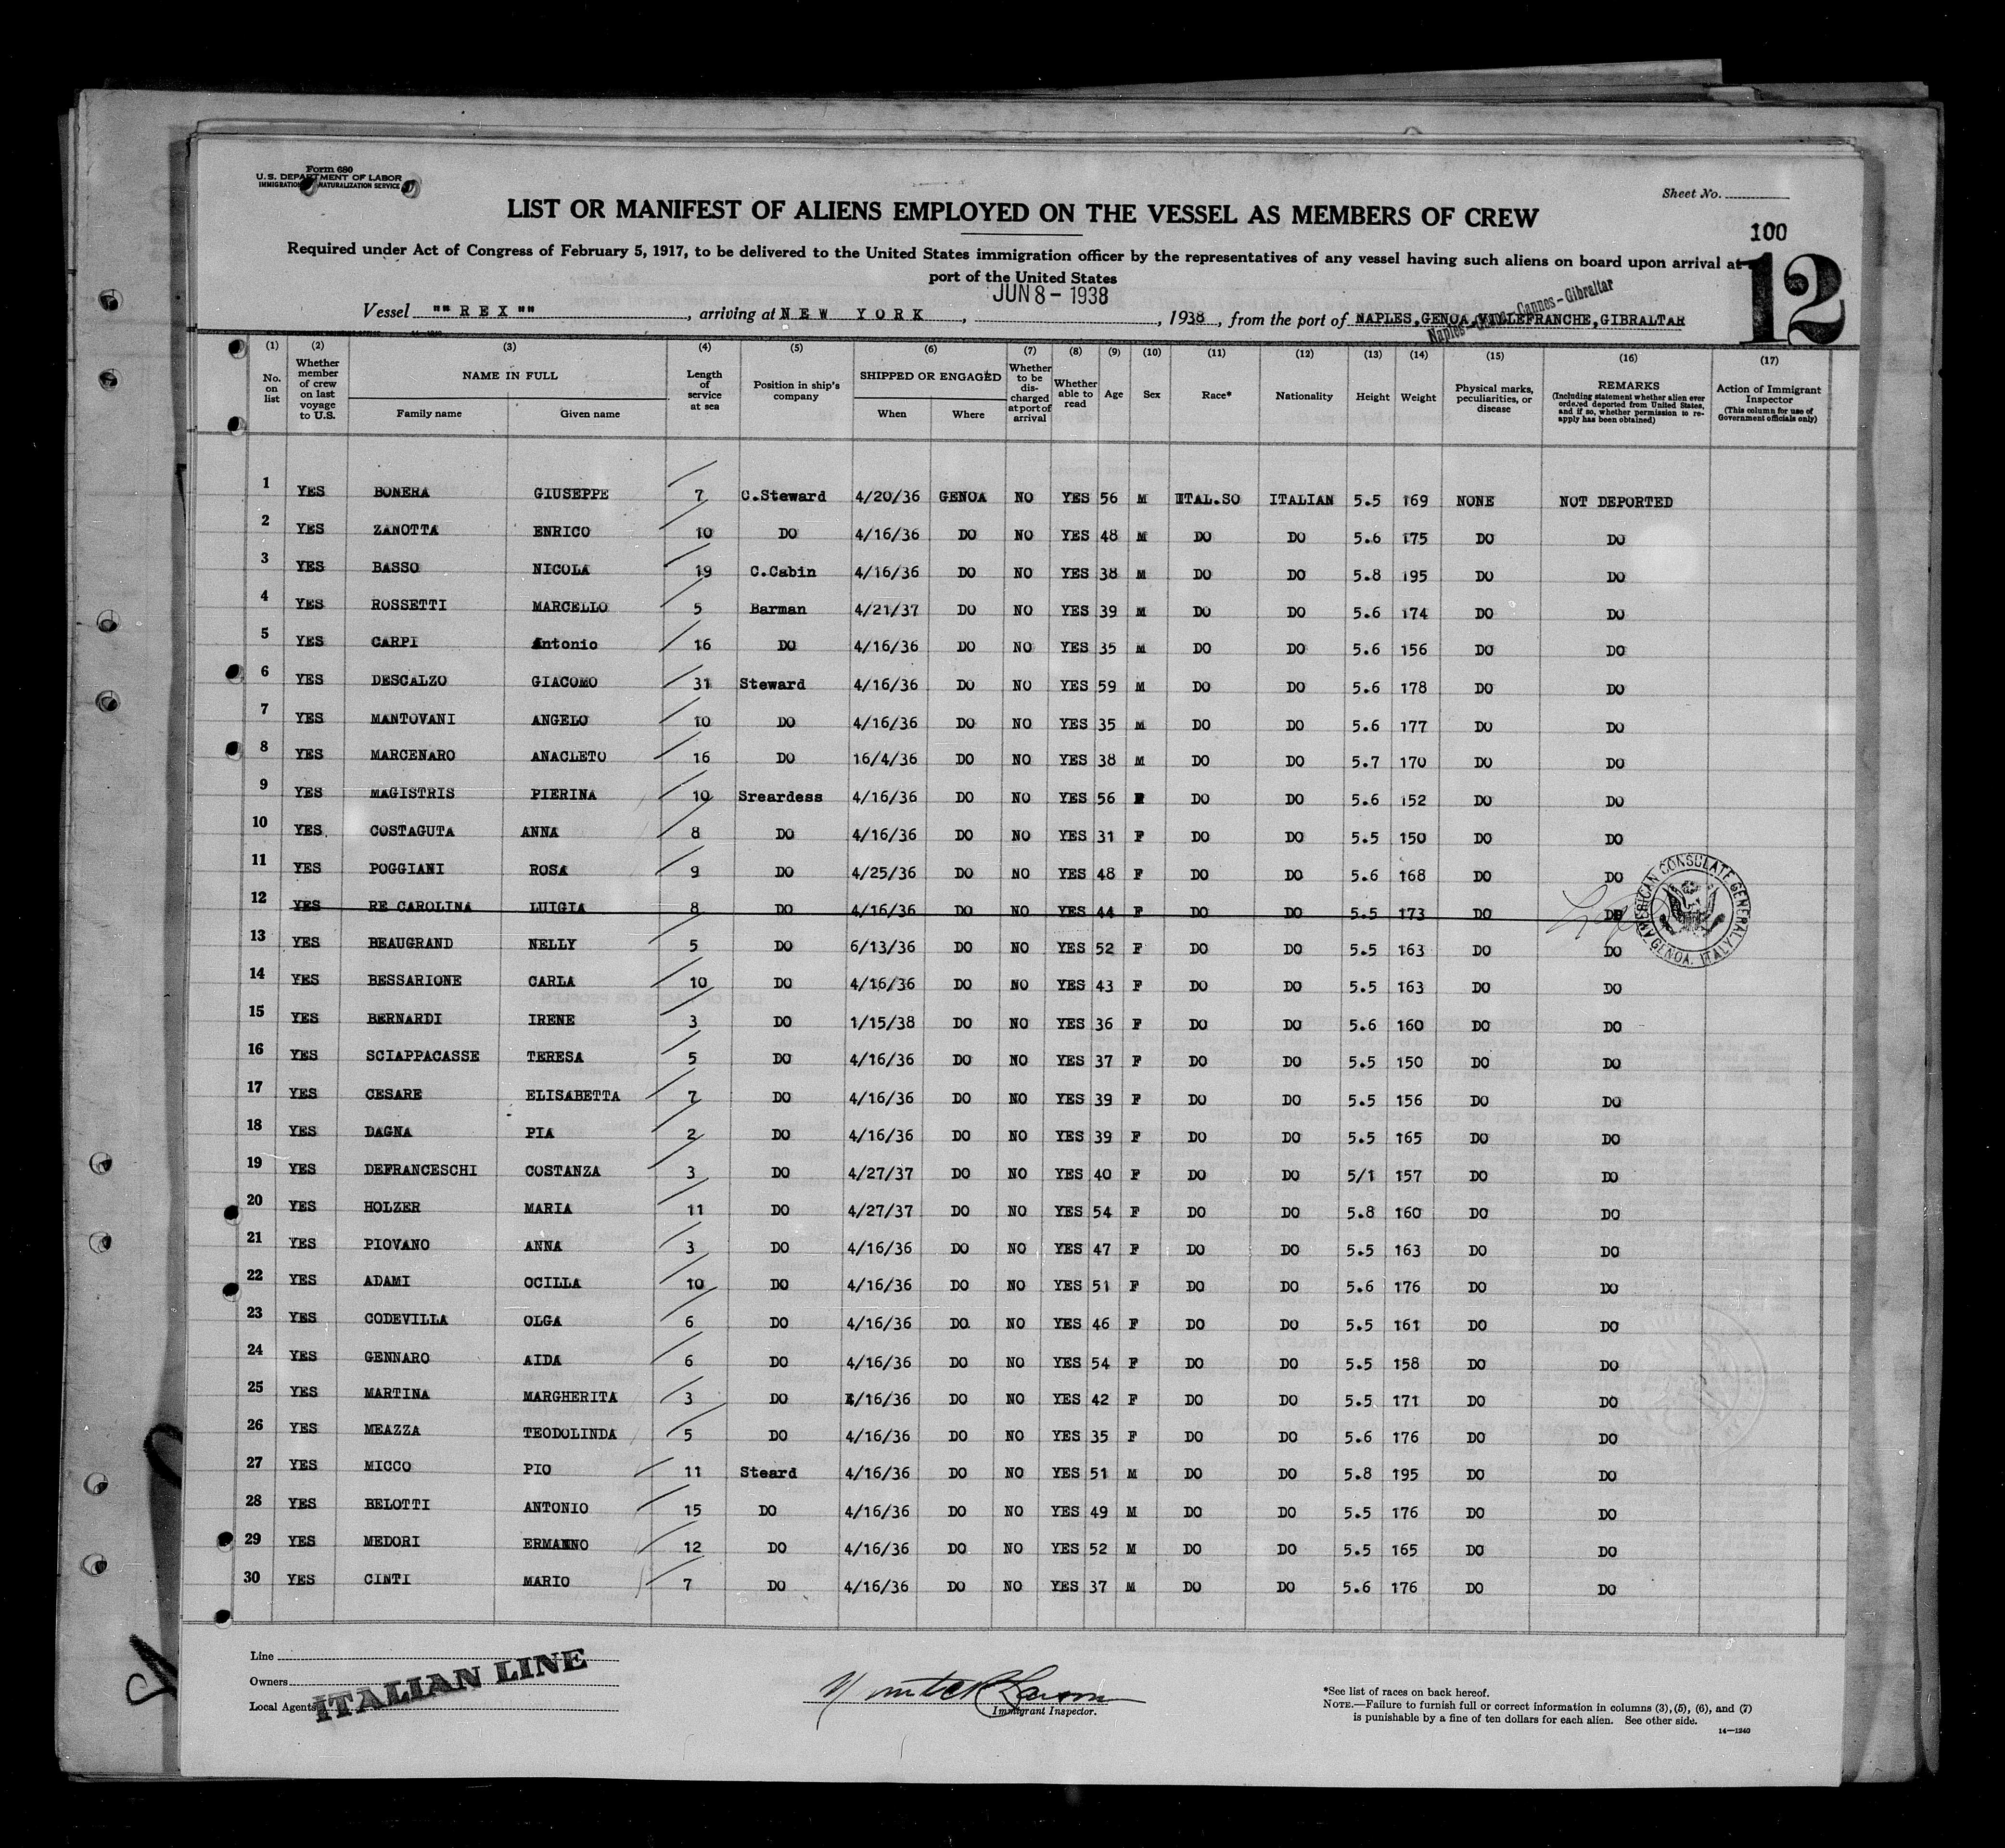 Form 680
U.S. DEPARTMENT OF LABOR
IMMIGRATION NATURALIZATION SERVICE
Sheet No.
LIST OR MANIFEST OF ALIENS EMPLOYED ON THE VESSEL AS MEMBERS OF CREW
100
12
Required under Act of Congress of February 5, 1917, to be delivered to the United States immigration officer by the representatives of any vessel having such aliens on board upon arrival at
port of the United States
JUN 8 - 1938
Vessel ""REX"", arriving at NEW YORK, , 1938, from the port of NAPLES,GENOA,VILLEFRANCHE,GIBRALTAR
Naples- Cannes-Gibraltar
(1) (2) (3) (4) (5) (6) (7) (8) (9) (10) (11) (12) (13) (14) (15) (16) (17)
No. on list Whether member of crew on last voyage to U.S. NAME IN FULL Family name Given name Length of service at sea Position in ship's company SHIPPED OR ENGAGED When Where Whether to be discharged at port of arrival Whether able to read Age Sex Race* Nationality Height Weight Physical marks, peculiarities, or disease REMARKS (Including statement whether alien ever ordered deported from United States, and if so, whether permission to reapply has been obtained) Action of Immigrant Inspector (This column for use of Government officials only)
1 YES BONERA GIUSEPPE 7 C.Steward 4/20/36 GENOA NO YES 56 M ITAL.SO ITALIAN 5.5 169 NONE NOT DEPORTED
2 YES ZANOTTA ENRICO 10 DO 4/16/36 DO NO YES 48 M DO DO 5.6 175 DO DO
3 YES BASSO NICOLA 19 C.Cabin 4/16/36 DO NO YES 38 M DO DO 5.8 195 DO DO
4 YES ROSSETTI MARCELLO 5 Barman 4/21/37 DO NO YES 39 M DO DO 5.6 174 DO DO
5 YES CARPI Antonio 16 DO 4/16/36 DO NO YES 35 M DO DO 5.6 156 DO DO
6 YES DESCALZO GIACOMO 31 Steward 4/16/36 DO NO YES 59 M DO DO 5.6 178 DO DO
7 YES MANTOVANI ANGELO 10 DO 4/16/36 DO NO YES 35 M DO DO 5.6 177 DO DO
8 YES MARCENARO ANACLETO 16 DO 16/4/36 DO NO YES 38 M DO DO 5.7 170 DO DO
9 YES MAGISTRIS PIERINA 10 Sreardess 4/16/36 DO NO YES 56 F DO DO 5.6 152 DO DO
10 YES COSTAGUTA ANNA 8 DO 4/16/36 DO NO YES 31 F DO DO 5.5 150 DO DO
11 YES POGGIANI ROSA 9 DO 4/25/36 DO NO YES 48 F DO DO 5.6 168 DO DO
12 YES RE CAROLINA LUIGIA 8 DO 4/16/36 DO NO YES 44 F DO DO 5.5 173 DO DO
AMERICAN CONSULATE GENERAL GENOA, ITALY
13 YES BEAUGRAND NELLY 5 DO 6/13/36 DO NO YES 52 F DO DO 5.5 163 DO DO
14 YES BESSARIONE CARLA 10 DO 4/16/36 DO NO YES 43 F DO DO 5.5 163 DO DO
15 YES BERNARDI IRENE 3 DO 1/15/38 DO NO YES 36 F DO DO 5.6 160 DO DO
16 YES SCIAPPACASSE TERESA 5 DO 4/16/36 DO NO YES 37 F DO DO 5.5 150 DO DO
17 YES CESARE ELISABETTA 7 DO 4/16/36 DO NO YES 39 F DO DO 5.5 156 DO DO
18 YES DAGNA PIA 2 DO 4/16/36 DO NO YES 39 F DO DO 5.5 165 DO DO
19 YES DEFRANCESCHI COSTANZA 3 DO 4/27/37 DO NO YES 40 F DO DO 5/1 157 DO DO
20 YES HOLZER MARIA 11 DO 4/27/37 DO NO YES 54 F DO DO 5.8 160 DO DO
21 YES PIOVANO ANNA 3 DO 4/16/36 DO NO YES 47 F DO DO 5.5 163 DO DO
22 YES ADAMI OCILLA 10 DO 4/16/36 DO NO YES 51 F DO DO 5.6 176 DO DO
23 YES CODEVILLA OLGA 6 DO 4/16/36 DO. NO YES 46 F DO DO 5.5 161 DO DO
24 YES GENNARO AIDA 6 DO 4/16/36 DO NO YES 54 F DO DO 5.5 158 DO DO
25 YES MARTINA MARGHERITA 3 DO 4/16/36 DO NO YES 42 F DO DO 5.5 171 DO DO
26 YES MEAZZA TEODOLINDA 5 DO 4/16/36 DO NO YES 35 F DO DO 5.6 176 DO DO
27 YES MICCO PIO 11 Steard 4/16/36 DO NO YES 51 M DO DO 5.8 195 DO DO
28 YES BELOTTI ANTONIO 15 DO 4/16/36 DO NO YES 49 M DO DO 5.5 176 DO DO
29 YES MEDORI ERMANNO 12 DO 4/16/36 DO NO YES 52 M DO DO 5.5 165 DO DO
30 YES CINTI MARIO 7 DO 4/16/36 DO NO YES 37 M DO DO 5.6 176 DO DO
Line
Owners
Local Agents
ITALIAN LINE
Immigrant Inspector.
*See list of races on back hereof.
NOTE.—Failure to furnish full or correct information in columns (3), (5), (6), and (7)
is punishable by a fine of ten dollars for each alien. See other side.
14—1240